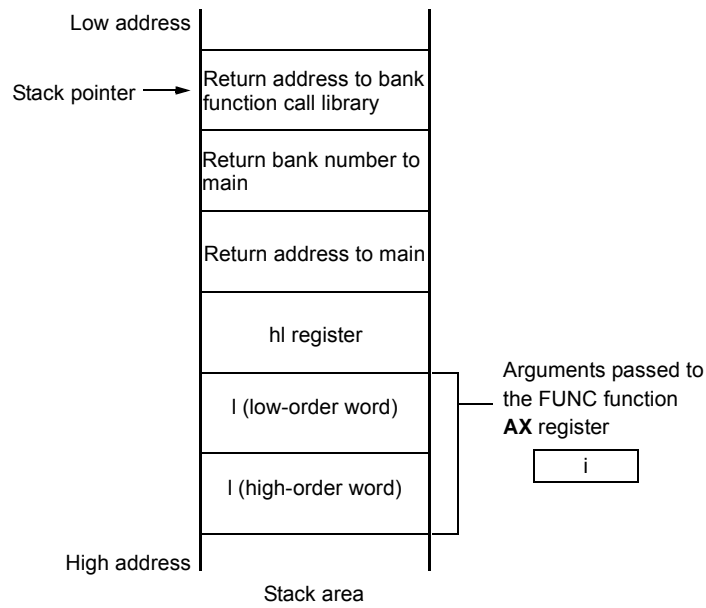 Low address
Stack pointer
Return address to bank
function call library
Return bank number to
main
Return address to main
hl register
l (low-order word)
l (high-order word)
Arguments passed to
the FUNC function
AX register
i
High address
Stack area